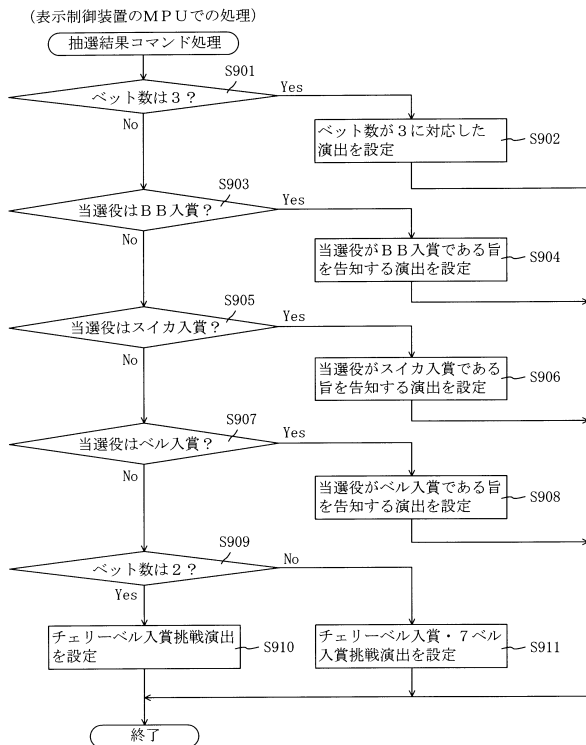 (表示制御装置のMPUでの処理)
抽選結果コマンド処理
S901
ベット数は3?
Yes
No
ベット数が3に対応した
演出を設定
S902
S903
当選役はBB入賞?
Yes
No
当選役がBB入賞である旨
を告知する演出を設定
S904
S905
当選役はスイカ入賞?
Yes
No
当選役がスイカ入賞である
旨を告知する演出を設定
S906
S907
当選役はベル入賞?
Yes
No
当選役がベル入賞である旨
を告知する演出を設定
S908
S909
ベット数は2?
No
Yes
チェリーベル入賞挑戦演出
を設定
S910
チェリーベル入賞・7ベル
入賞挑戦演出を設定
S911
終了